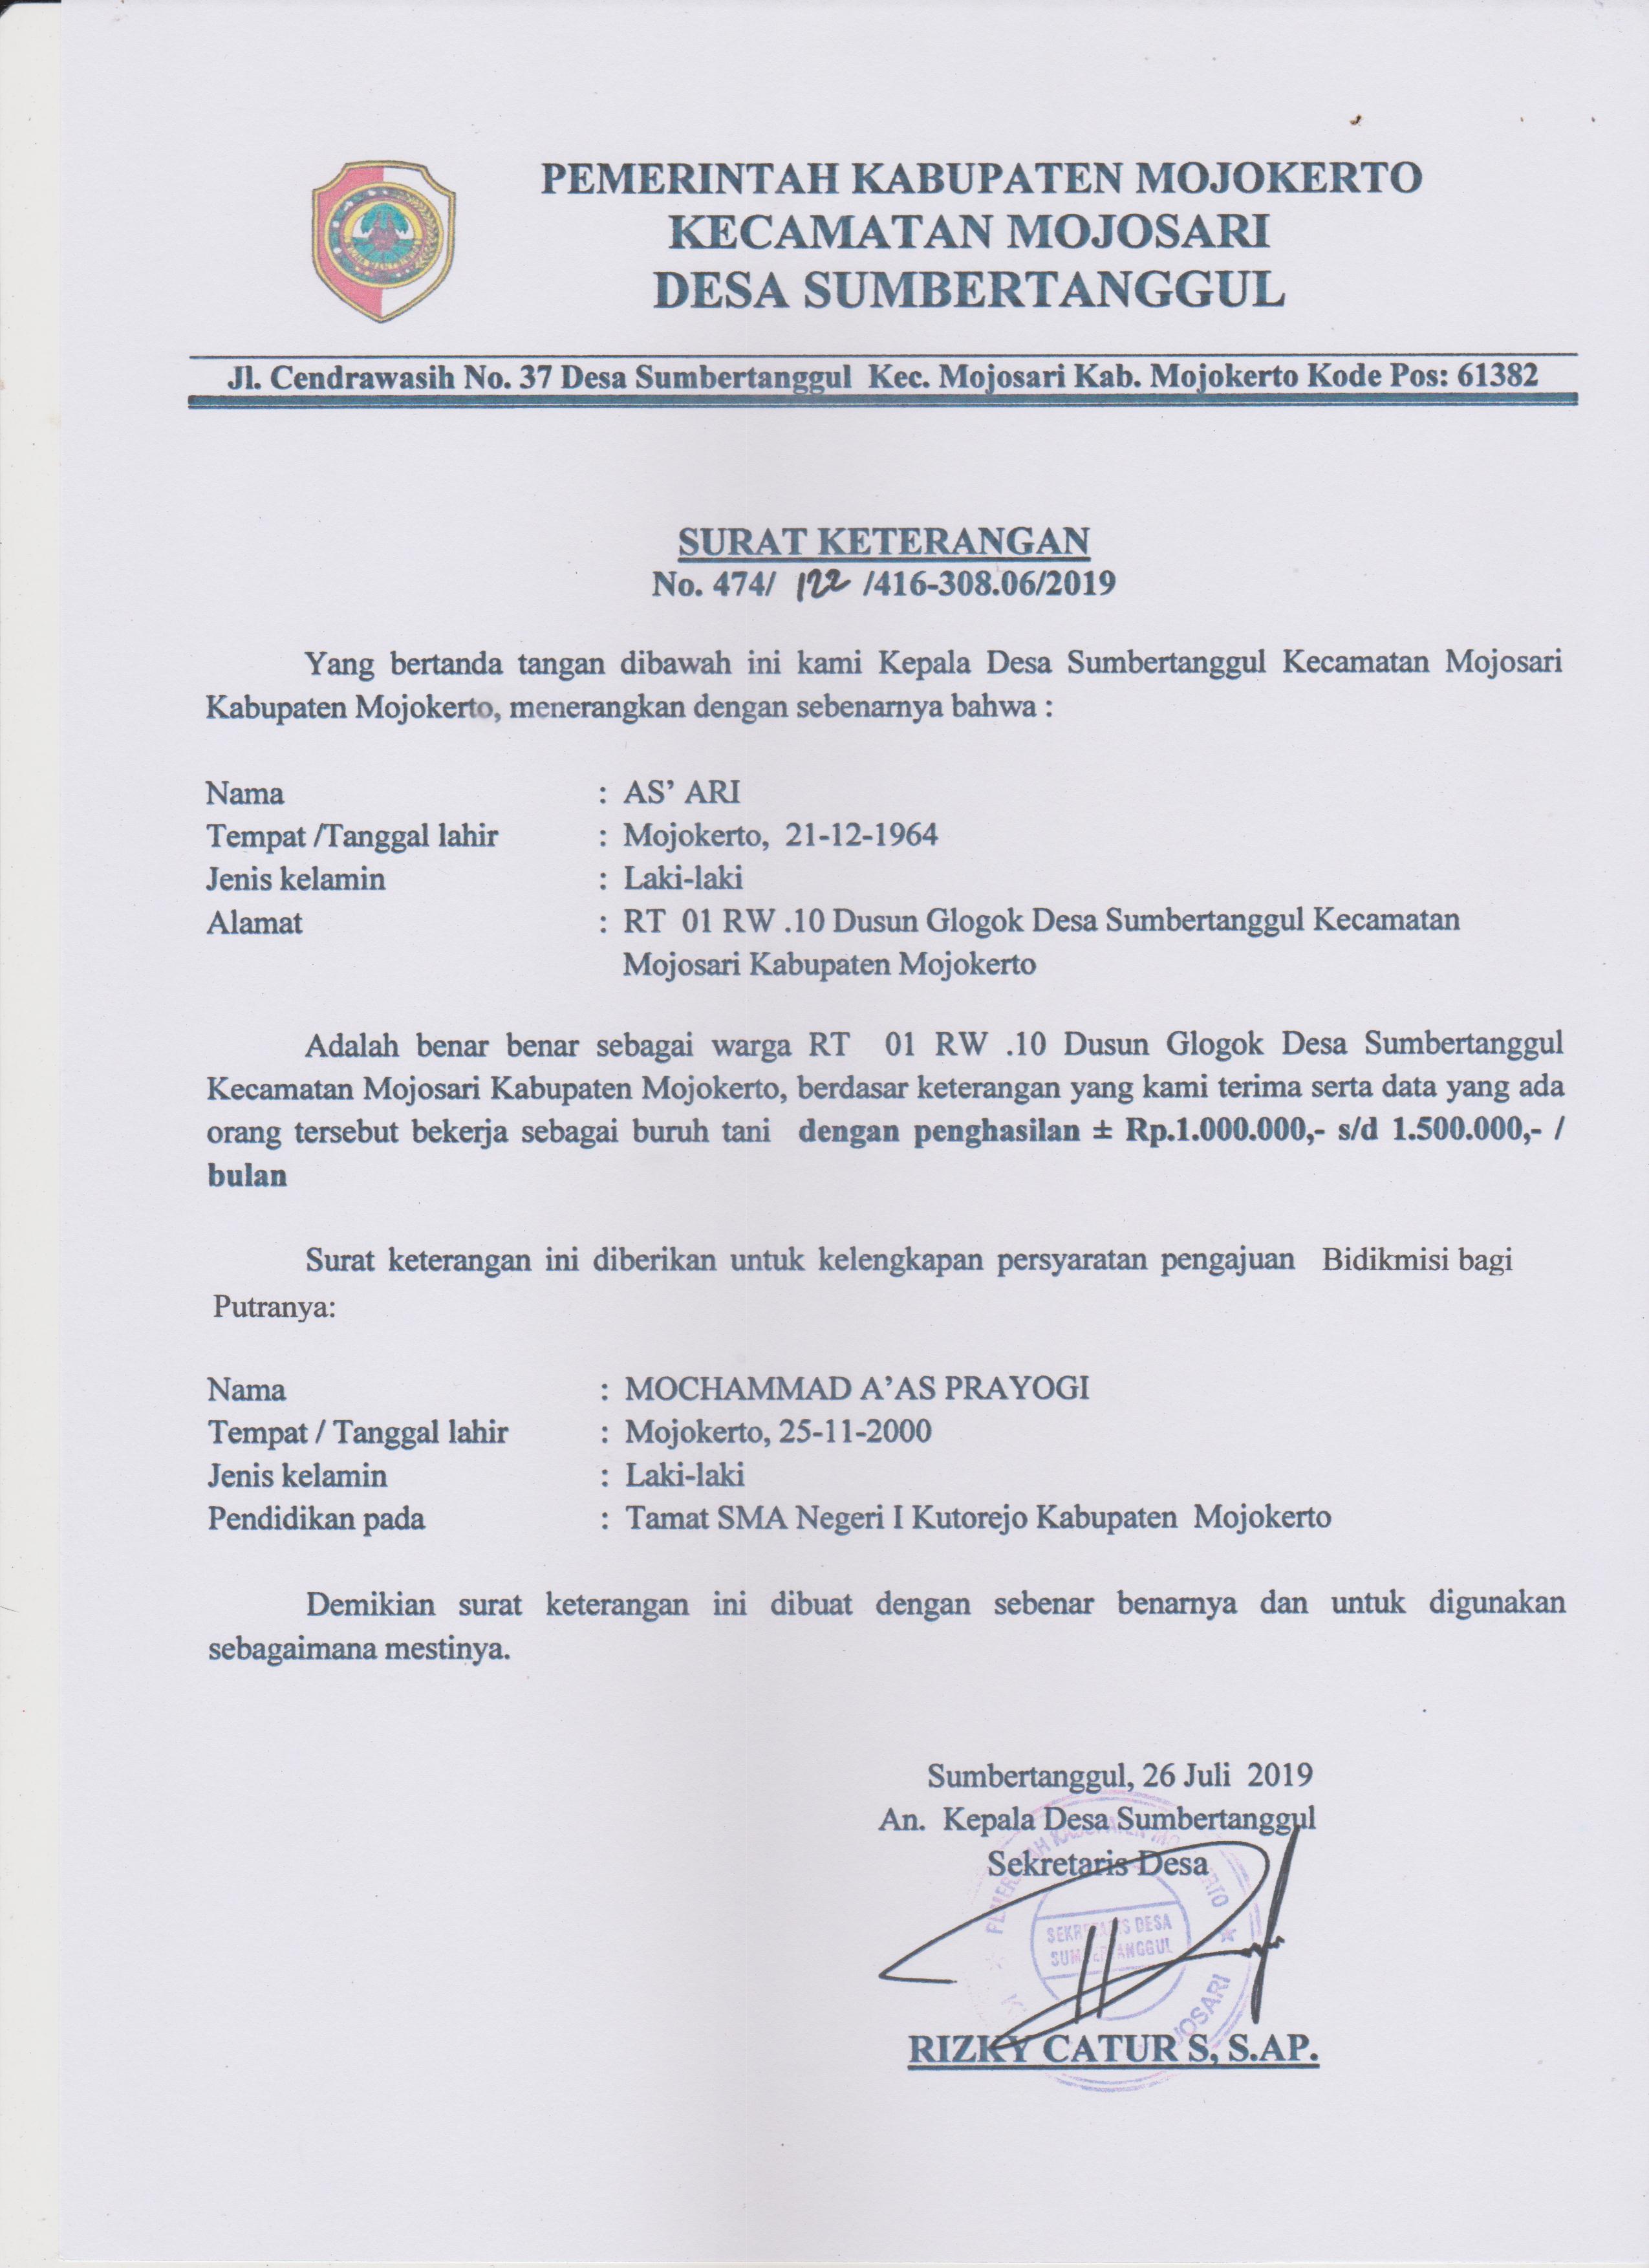 PEMERINTAH KABUPATEN MOJOKERTO
KECAMATAN MOJOSARI
DESA SUMBERTANGGUL
Jl. Cendrawasih No. 37 Desa Sumbertanggul Kec. Mojosari Kab. Mojokerto Kode Pos: 61382
SURAT KETERANGAN
No. 474/ 122 /416-308.06/2019
Yang bertanda tangan dibawah ini kami Kepala Desa Sumbertanggul Kecamatan Mojosari
Kabupaten Mojokerto, menerangkan dengan sebenarnya bahwa :
Nama : AS’ ARI
Tempat /Tanggal lahir : Mojokerto, 21-12-1964
Jenis kelamin : Laki-laki
Alamat : RT 01 RW .10 Dusun Glogok Desa Sumbertanggul Kecamatan
Mojosari Kabupaten Mojokerto
Adalah benar benar sebagai warga RT 01 RW .10 Dusun Glogok Desa Sumbertanggul
Kecamatan Mojosari Kabupaten Mojokerto, berdasar keterangan yang kami terima serta data yang ada
orang tersebut bekerja sebagai buruh tani dengan penghasilan ± Rp.1.000.000,- s/d 1.500.000,- /
bulan
Surat keterangan ini diberikan untuk kelengkapan persyaratan pengajuan Bidikmisi bagi
Putranya:
Nama : MOCHAMMAD A’AS PRAYOGI
Tempat / Tanggal lahir : Mojokerto, 25-11-2000
Jenis kelamin : Laki-laki
Pendidikan pada : Tamat SMA Negeri I Kutorejo Kabupaten Mojokerto
Demikian surat keterangan ini dibuat dengan sebenar benarnya dan untuk digunakan
sebagaimana mestinya.
Sumbertanggul, 26 Juli 2019
An. Kepala Desa Sumbertanggul
Sekretaris Desa
SEKRETARIS DESA
SUMBERTANGGUL
RIZKY CATUR S, S.AP.